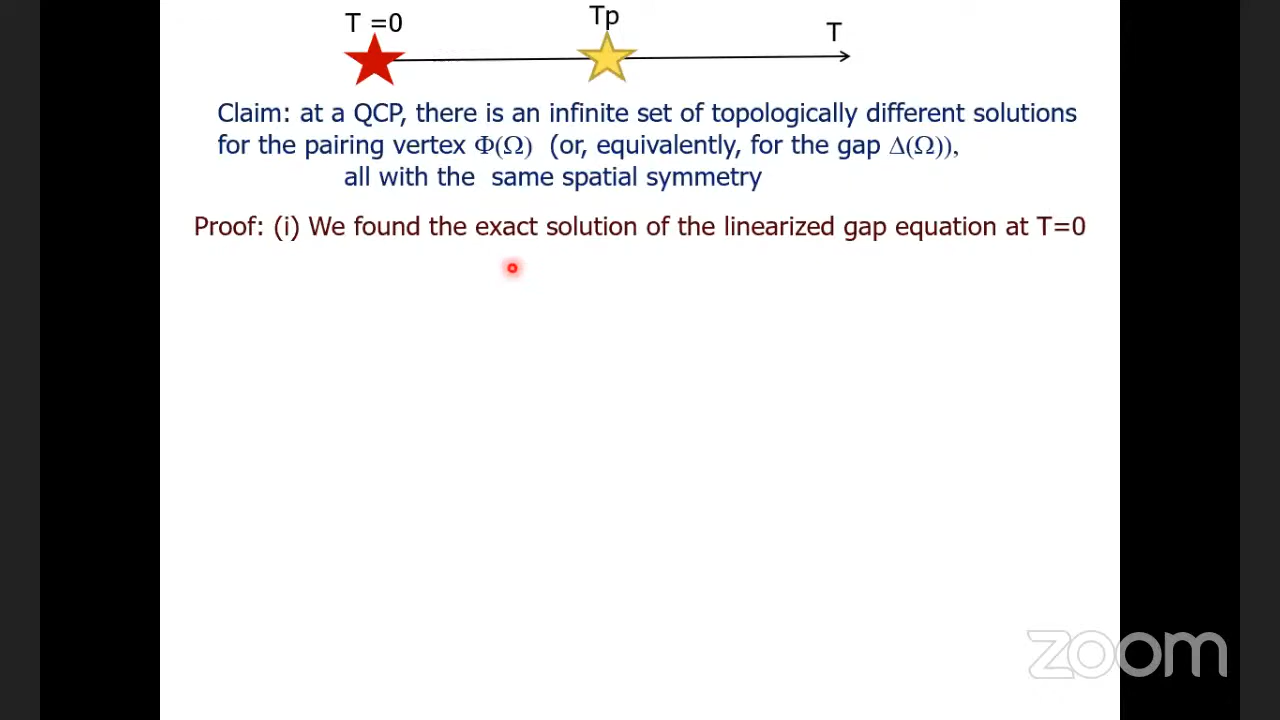 T =0 Tp T
Claim: at a QCP, there is an infinite set of topologically different solutions
for the pairing vertex Φ(Ω) (or, equivalently, for the gap Δ(Ω)),
all with the same spatial symmetry
Proof: (i) We found the exact solution of the linearized gap equation at T=0
zoom